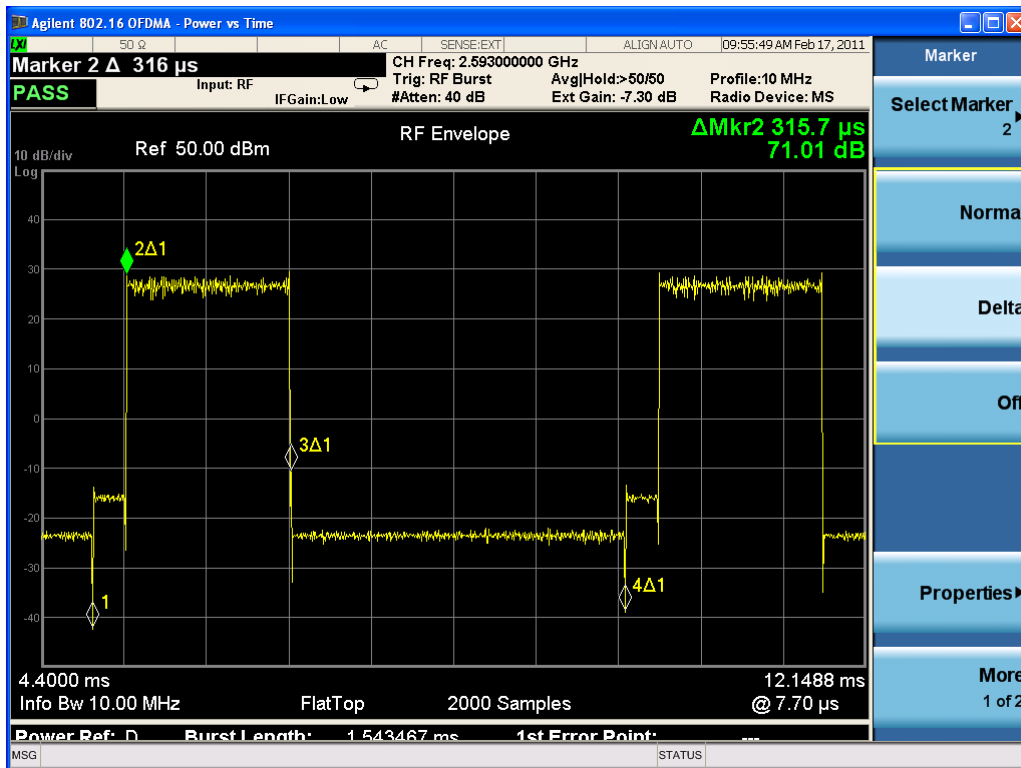 Agilent 802.16 OFDMA - Power vs Time
LXI 50 Ω AC SENSE:EXT ALIGN AUTO 09:55:49 AM Feb 17, 2011
Marker 2 Δ 316 µs
PASS
Input: RF
IFGain:Low
CH Freq: 2.593000000 GHz
Trig: RF Burst
#Atten: 40 dB
Avg|Hold:>50/50
Ext Gain: -7.30 dB
Profile:10 MHz
Radio Device: MS
ΔMkr2 315.7 µs
71.01 dB
RF Envelope
10 dB/div
Ref 50.00 dBm
Log
40
30
20
10
0
-10
-20
-30
-40
2Δ1
3Δ1
1
4Δ1
4.4000 ms
12.1488 ms
Info Bw 10.00 MHz
FlatTop
2000 Samples
@ 7.70 µs
Power Ref: D Burst Length: 1.543467 ms 1st Error Point: ---
MSG
STATUS
Marker
Select Marker
2
Norma
Delta
Off
Properties
More
1 of 2